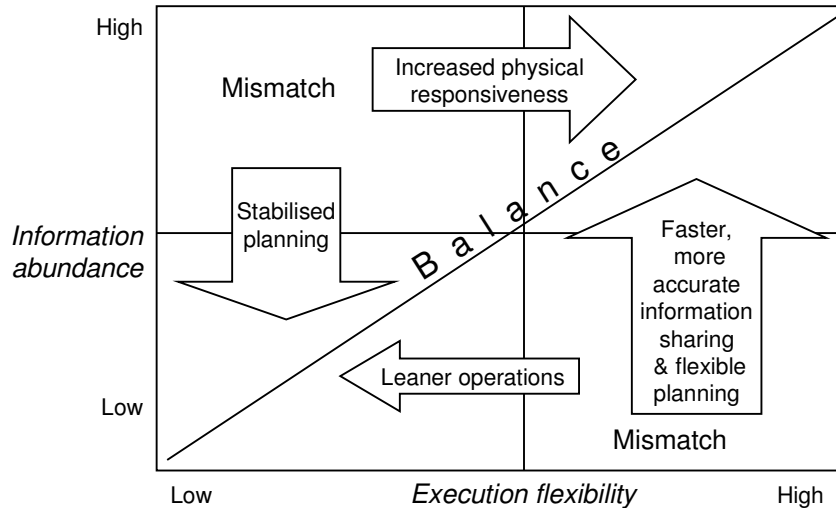 High
Mismatch
Increased physical
responsiveness
Balance
Stabilised
planning
Information
abundance
Faster,
more
accurate
information
sharing
& flexible
planning
Leaner operations
Low
Mismatch
Low
Execution flexibility
High